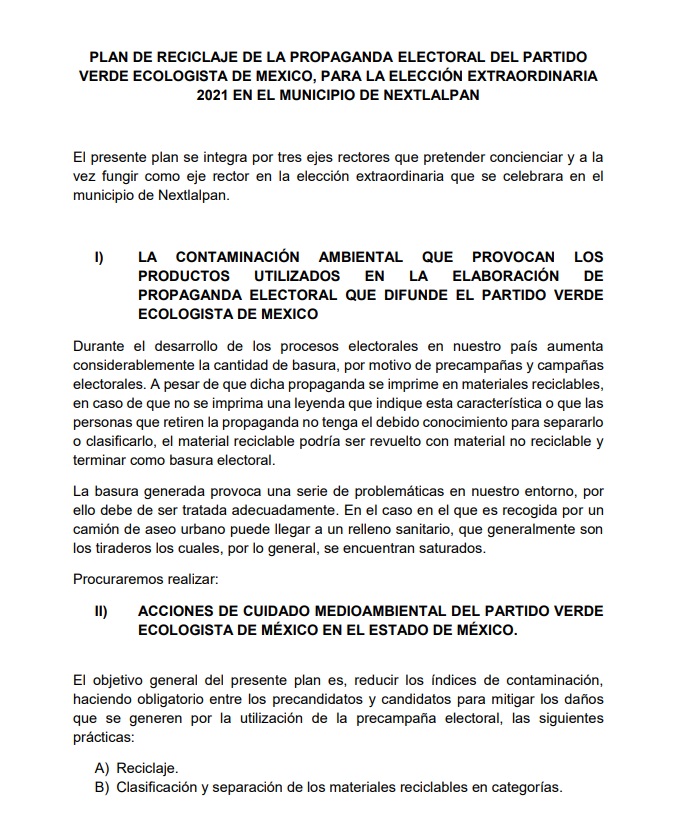 PLAN DE RECICLAJE DE LA PROPAGANDA ELECTORAL DEL PARTIDO
VERDE ECOLOGISTA DE MEXICO, PARA LA ELECCIÓN EXTRAORDINARIA
2021 EN EL MUNICIPIO DE NEXTLALPAN
El presente plan se integra por tres ejes rectores que pretender concienciar y a la
vez fungir como eje rector en la elección extraordinaria que se celebrara en el
municipio de Nextlalpan.
I) LA CONTAMINACIÓN AMBIENTAL QUE PROVOCAN LOS
PRODUCTOS UTILIZADOS EN LA ELABORACIÓN DE
PROPAGANDA ELECTORAL QUE DIFUNDE EL PARTIDO VERDE
ECOLOGISTA DE MEXICO
Durante el desarrollo de los procesos electorales en nuestro país aumenta
considerablemente la cantidad de basura, por motivo de precampañas y campañas
electorales. A pesar de que dicha propaganda se imprime en materiales reciclables,
en caso de que no se imprima una leyenda que indique esta característica o que las
personas que retiren la propaganda no tenga el debido conocimiento para separarlo
o clasificarlo, el material reciclable podría ser revuelto con material no reciclable y
terminar como basura electoral.
La basura generada provoca una serie de problemáticas en nuestro entorno, por
ello debe de ser tratada adecuadamente. En el caso en el que es recogida por un
camión de aseo urbano puede llegar a un relleno sanitario, que generalmente son
los tiraderos los cuales, por lo general, se encuentran saturados.
Procuraremos realizar:
II) ACCIONES DE CUIDADO MEDIOAMBIENTAL DEL PARTIDO VERDE
ECOLOGISTA DE MÉXICO EN EL ESTADO DE MÉXICO.
El objetivo general del presente plan es, reducir los índices de contaminación,
haciendo obligatorio entre los precandidatos y candidatos para mitigar los daños
que se generen por la utilización de la precampaña electoral, las siguientes
prácticas:
A) Reciclaje.
B) Clasificación y separación de los materiales reciclables en categorías.